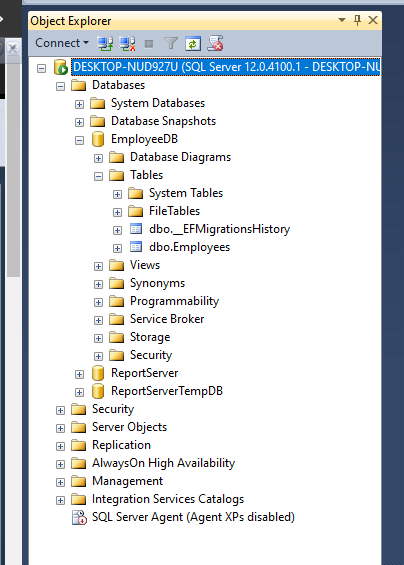 Object Explorer
Connect
DESKTOP-NUD927U (SQL Server 12.0.4100.1 - DESKTOP-NU
Databases
System Databases
Database Snapshots
EmployeeDB
Database Diagrams
Tables
System Tables
FileTables
dbo.__EFMigrationsHistory
dbo.Employees
Views
Synonyms
Programmability
Service Broker
Storage
Security
ReportServer
ReportServerTempDB
Security
Server Objects
Replication
AlwaysOn High Availability
Management
Integration Services Catalogs
SQL Server Agent (Agent XPs disabled)